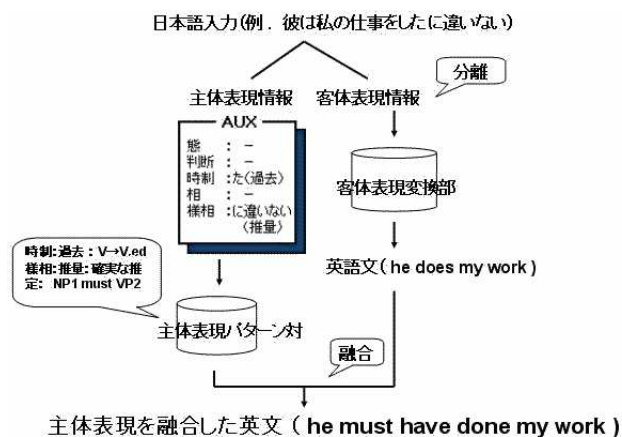 日本語入力(例．彼は私の仕事をしたに違いない)
分離
主体表現情報 客体表現情報
AUX
態 : −
判断 : −
時制 :た(過去)
相 : −
様相 :に違いない
(推量)
客体表現変換部
時制:過去 : V→V.ed
様相:推量:確実な推
定: NP1 must VP2
英語文( he does my work )
主体表現パターン対
融合
主体表現を融合した英文 ( he must have done my work )